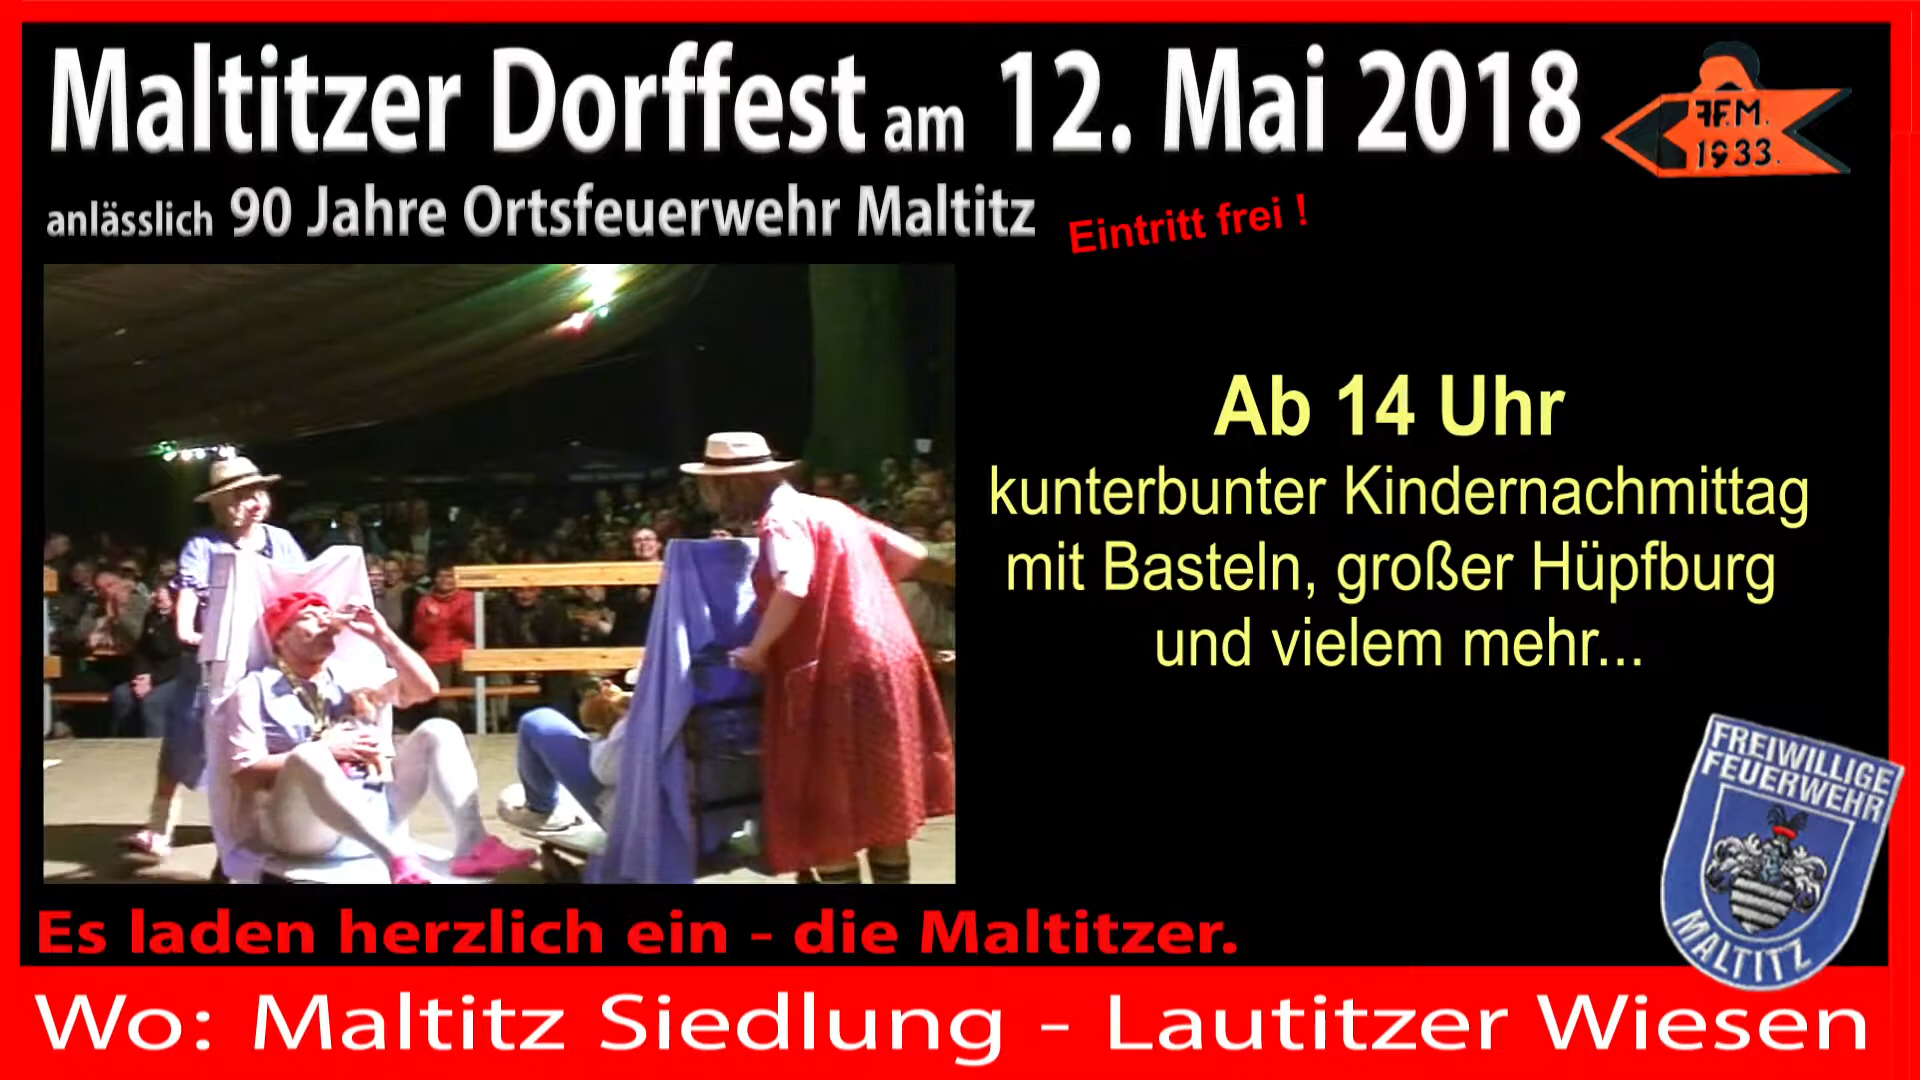 Maltitzer Dorffest am 12. Mai 2018
FF.M.
1933.
anlässlich 90 Jahre Ortsfeuerwehr Maltitz
Eintritt frei !
Ab 14 Uhr
kunterbunter Kindernachmittag
mit Basteln, großer Hüpfburg
und vielem mehr...
FREIWILLIGE
FEUERWEHR
MALTITZ
Es laden herzlich ein - die Maltitzer.
Wo: Maltitz Siedlung - Lautitzer Wiesen